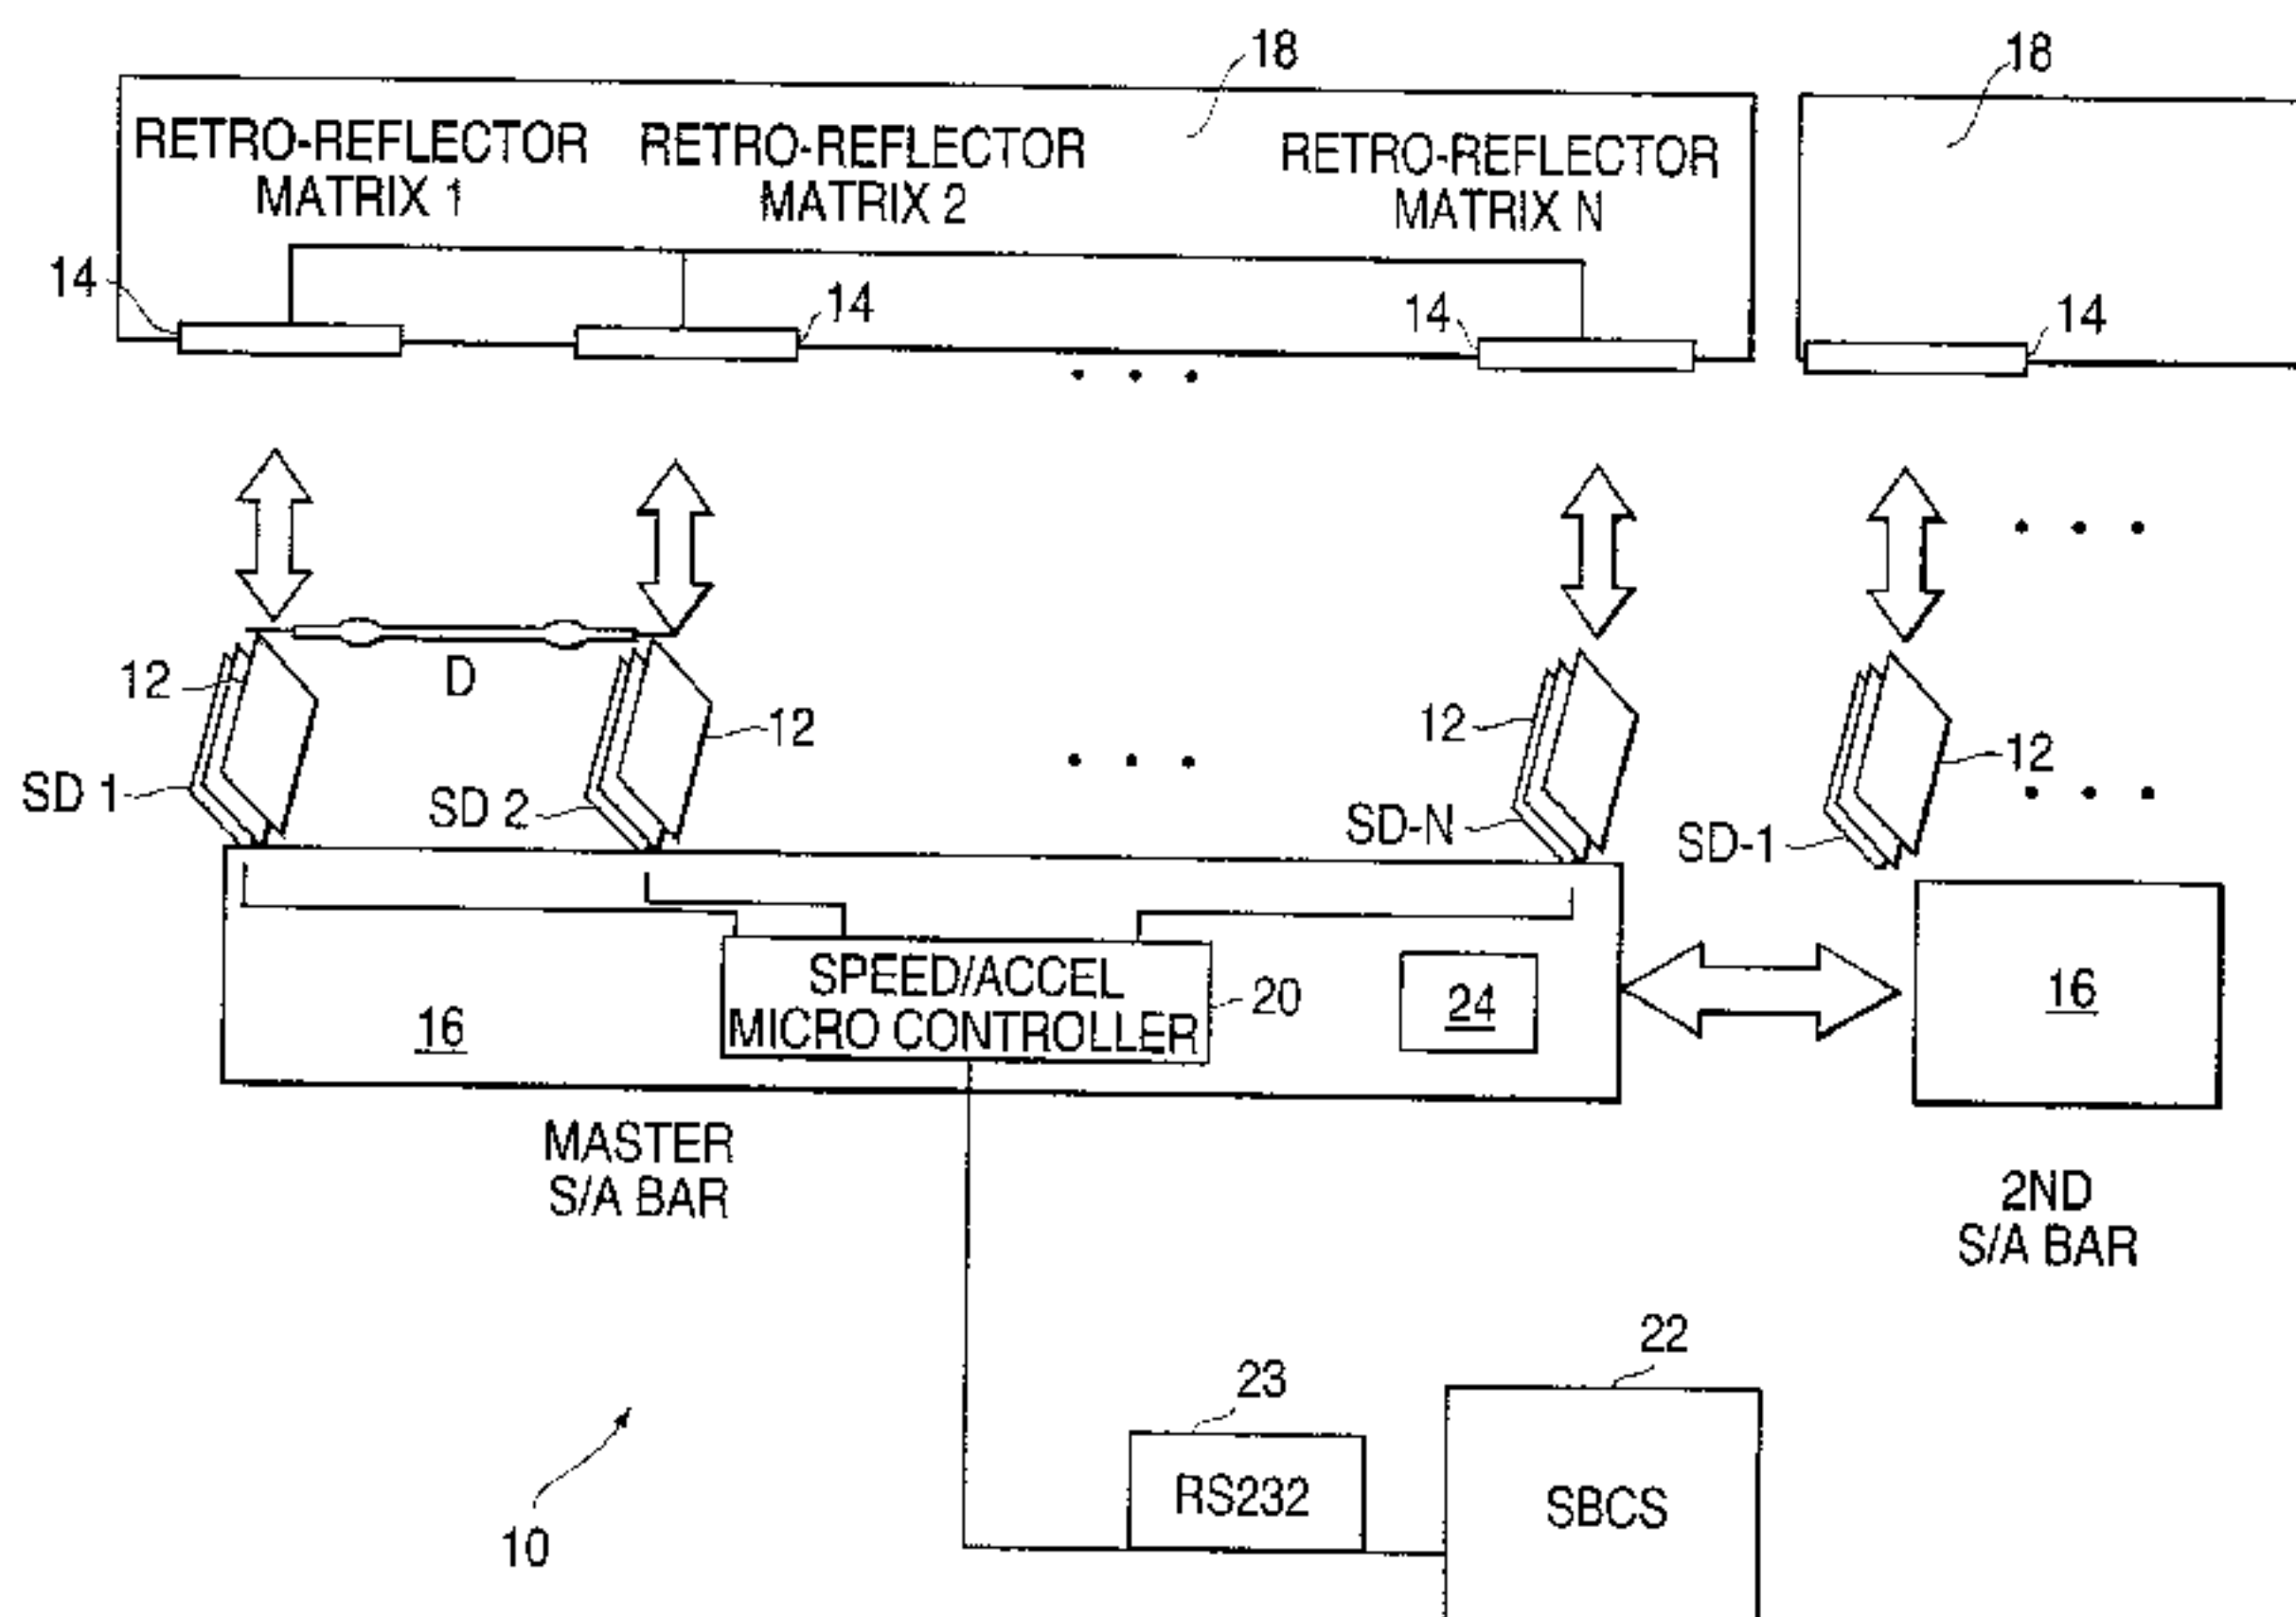 18
18
RETRO-REFLECTOR
MATRIX 1
RETRO-REFLECTOR
MATRIX 2
RETRO-REFLECTOR
MATRIX N
14
14
14
14
12
D
12
12
12
SD 1
SD 2
SD-N
SD-1
SPEED/ACCEL
MICRO CONTROLLER
20
24
16
16
MASTER
S/A BAR
2ND
S/A BAR
22
23
RS232
SBCS
10